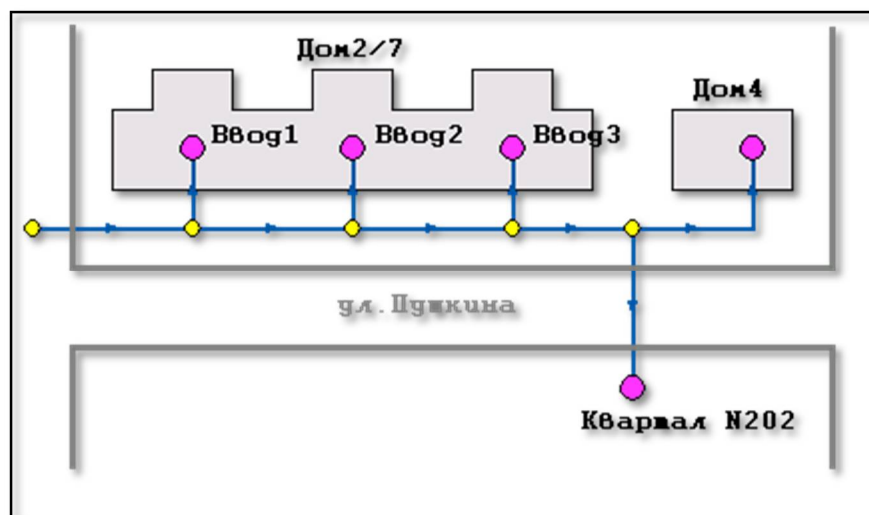 Дом2/7
Дом4
Ввод1
Ввод2
Ввод3
ул.Пушкина
Квартал N202